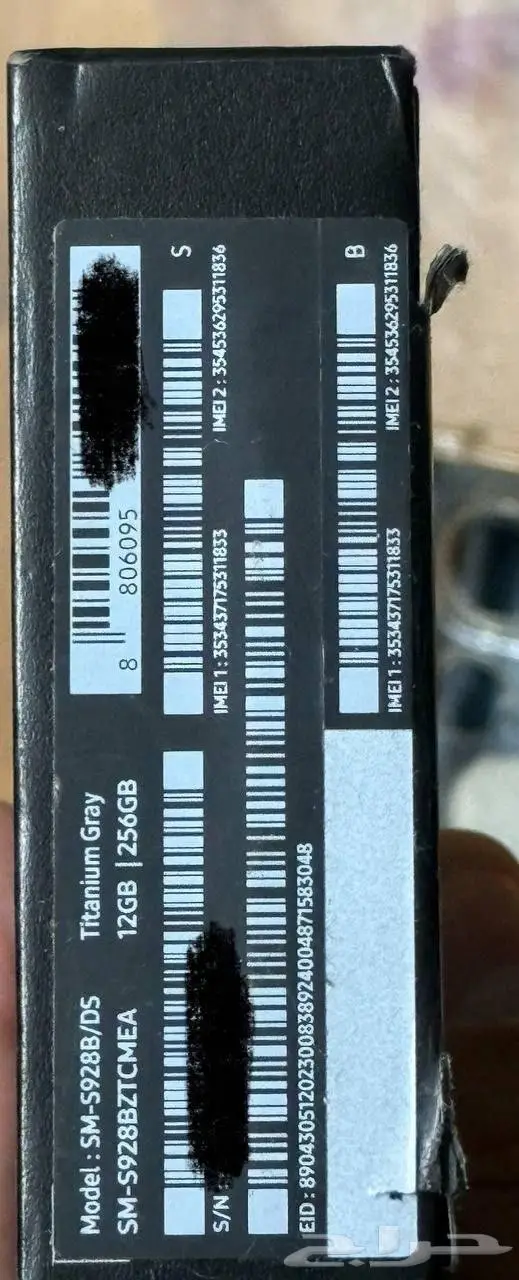 Model : SM-S928B/DS
Titanium Gray
SM-S928BZTCMEA
12GB | 256GB
8 806095
S/N
S
IMEI 1 : 353437175311833
IMEI 2 : 354536295311836
EID : 89043051202300838924004871583048
B
IMEI 1 : 353437175311833
IMEI 2 : 354536295311836
حراج